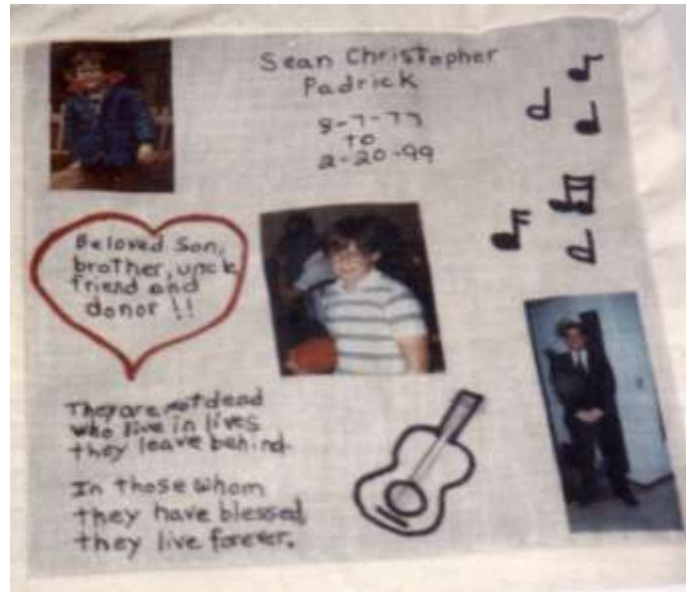 Sean Christopher
Padrick
8-7-77
to
2-20-99
Beloved Son,
brother, uncle
friend and
donor !!
They are not dead
who live in lives
they leave behind.
In those whom
they have blessed
they live forever.